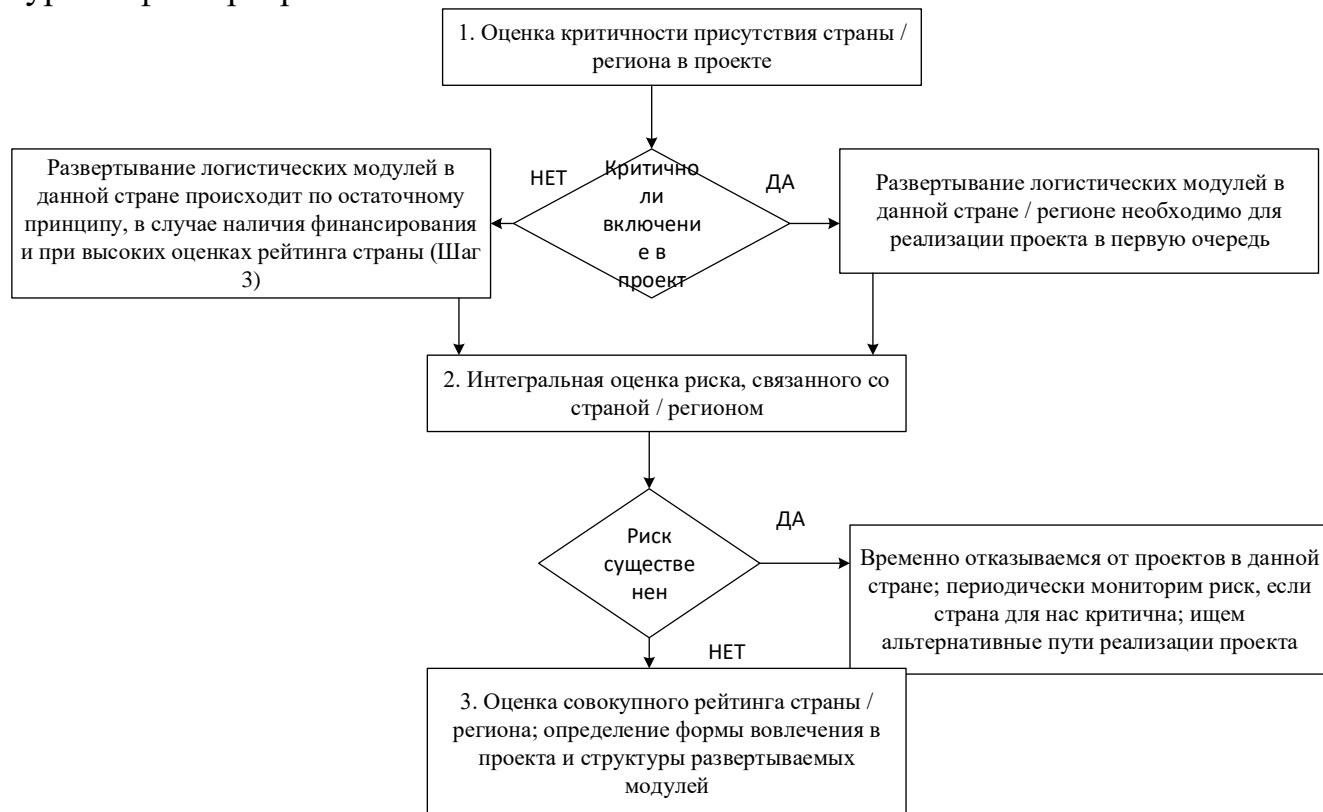 1. Оценка критичности присутствия страны /
региона в проекте
Развертывание логистических модулей в
данной стране происходит по остаточному
принципу, в случае наличия финансирования
и при высоких оценках рейтинга страны (Шаг
3)
НЕТ
Критично
ли
включени
е в
проект
ДА
Развертывание логистических модулей в
данной стране / регионе необходимо для
реализации проекта в первую очередь
2. Интегральная оценка риска, связанного со
страной / регионом
Риск
существе
нен
ДА
Временно отказываемся от проектов в данной
стране; периодически мониторим риск, если
страна для нас критична; ищем
альтернативные пути реализации проекта
НЕТ
3. Оценка совокупного рейтинга страны /
региона; определение формы вовлечения в
проекта и структуры развертываемых
модулей